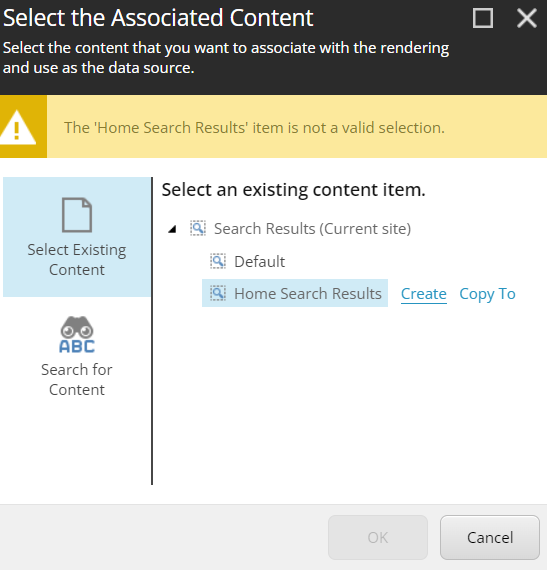 Select the Associated Content
Select the content that you want to associate with the rendering
and use as the data source.
The 'Home Search Results' item is not a valid selection.
Select Existing
Content
ABC
Search for
Content
Select an existing content item.
Search Results (Current site)
Default
Home Search Results Create Copy To
OK Cancel